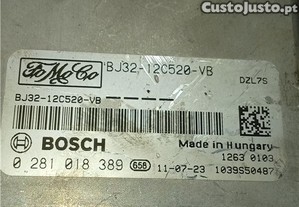 CustoJusto.pt
FoMoCo
BJ32-12C520-VB
DZL7S
BJ32-12C520-VB
BOSCH
Made in Hungary
1263 0103
0 281 018 389 658 11-07-23 1039S50487